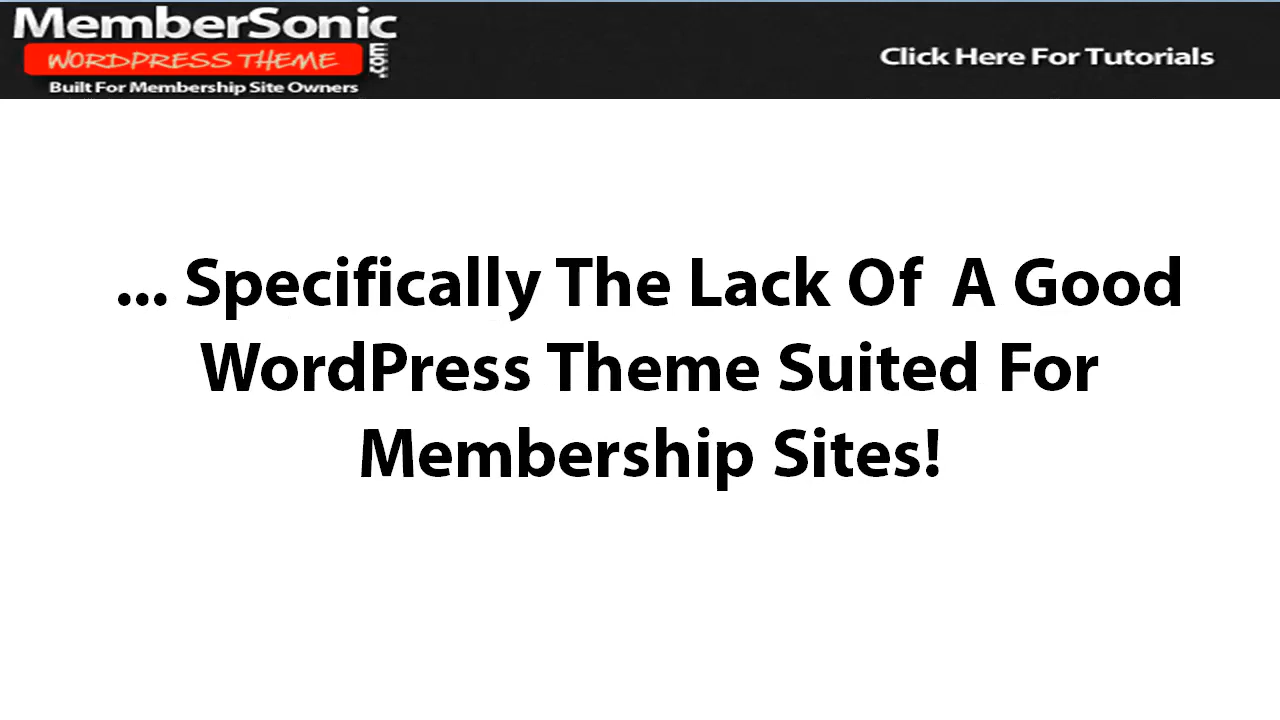 MemberSonic
WORDPRESS THEME
.com
Built For Membership Site Owners
Click Here For Tutorials
... Specifically The Lack Of A Good
WordPress Theme Suited For
Membership Sites!